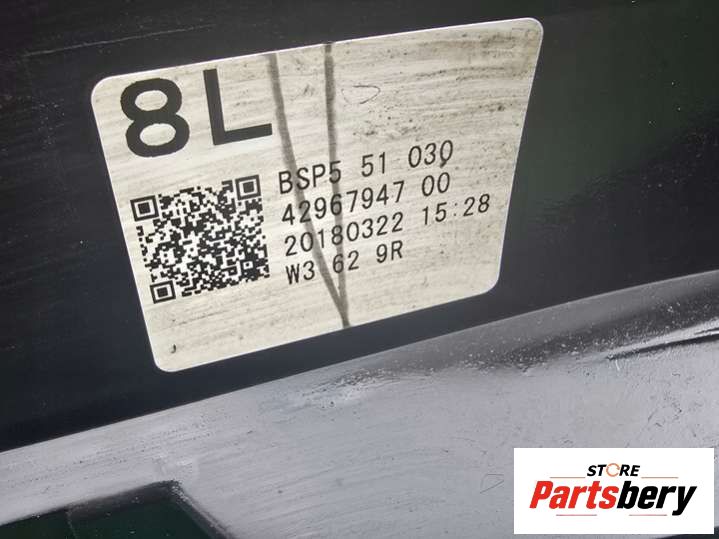 8L
BSP5 51 030
42967947 00
20180322 15:28
W3 62 9R
STORE
Partsbery